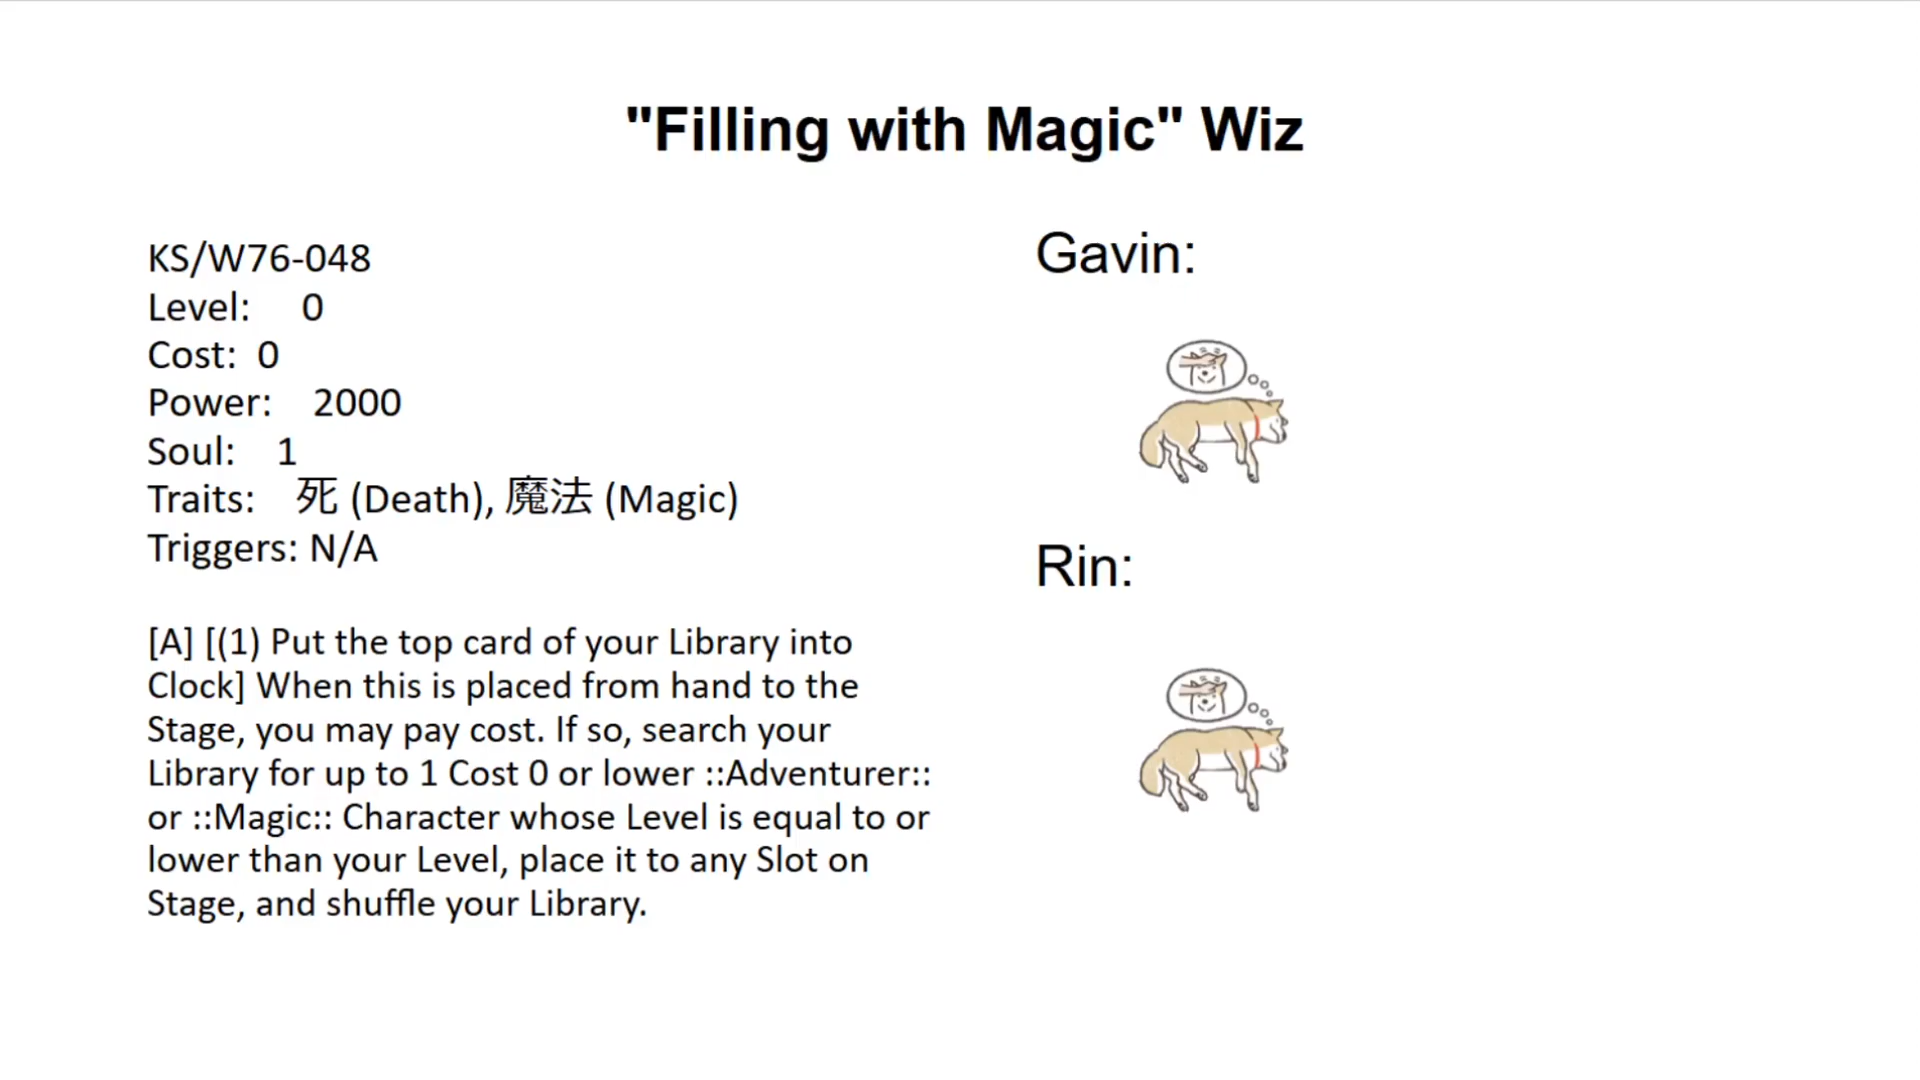 "Filling with Magic" Wiz
KS/W76-048
Level: 0
Cost: 0
Power: 2000
Soul: 1
Traits: 死 (Death), 魔法 (Magic)
Triggers: N/A
[A] [(1) Put the top card of your Library into
Clock] When this is placed from hand to the
Stage, you may pay cost. If so, search your
Library for up to 1 Cost 0 or lower ::Adventurer::
or ::Magic:: Character whose Level is equal to or
lower than your Level, place it to any Slot on
Stage, and shuffle your Library.
Gavin:
Rin: